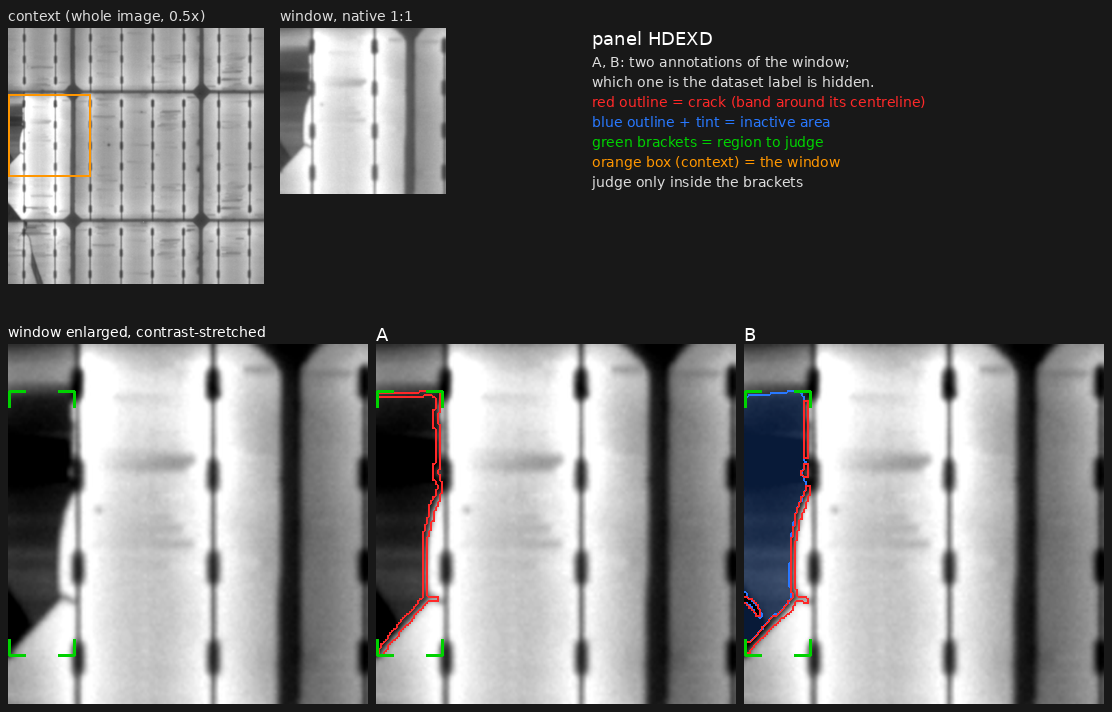 context (whole image, 0.5x)
window, native 1:1
panel HDEXD
A, B: two annotations of the window;
which one is the dataset label is hidden.
red outline = crack (band around its centreline)
blue outline + tint = inactive area
green brackets = region to judge
orange box (context) = the window
judge only inside the brackets
window enlarged, contrast-stretched
A
B